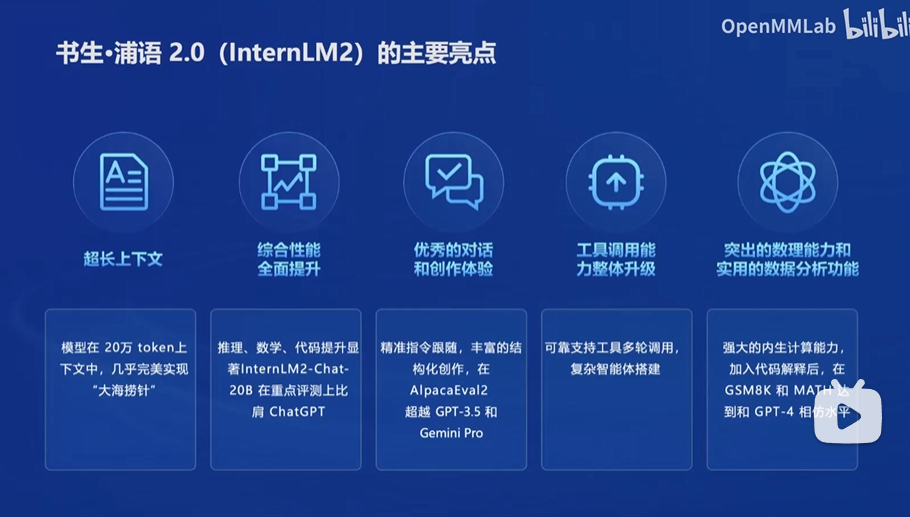 OpenMMLab bilibili
书生·浦语 2.0（InternLM2）的主要亮点
A
超长上下文
综合性能
全面提升
优秀的对话
和创作体验
工具调用能
力整体升级
突出的数理能力和
实用的数据分析功能
模型在 20万 token上
下文中，几乎完美实现
“大海捞针”
推理、数学、代码提升显
著InternLM2-Chat-
20B 在重点评测上比
肩 ChatGPT
精准指令跟随，丰富的结
构化创作，在
AlpacaEval2
超越 GPT-3.5 和
Gemini Pro
可靠支持工具多轮调用，
复杂智能体搭建
强大的内生计算能力，
加入代码解释后，在
GSM8K 和 MATH 达
到和 GPT-4 相仿水平